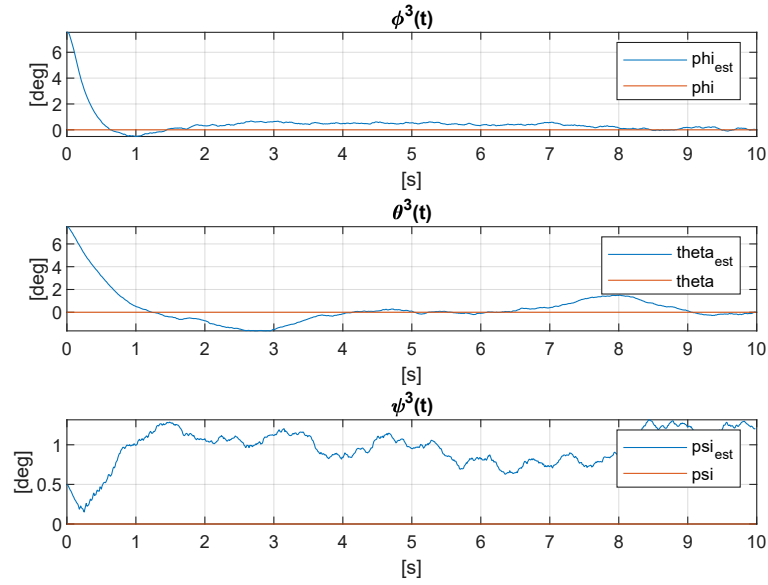 ϕ³(t)
[deg]
6
4
2
0
phi_est
phi
0 1 2 3 4 5 6 7 8 9 10
[s]
θ³(t)
[deg]
6
4
2
0
theta_est
theta
0 1 2 3 4 5 6 7 8 9 10
[s]
ψ³(t)
[deg]
1
0.5
0
psi_est
psi
0 1 2 3 4 5 6 7 8 9 10
[s]